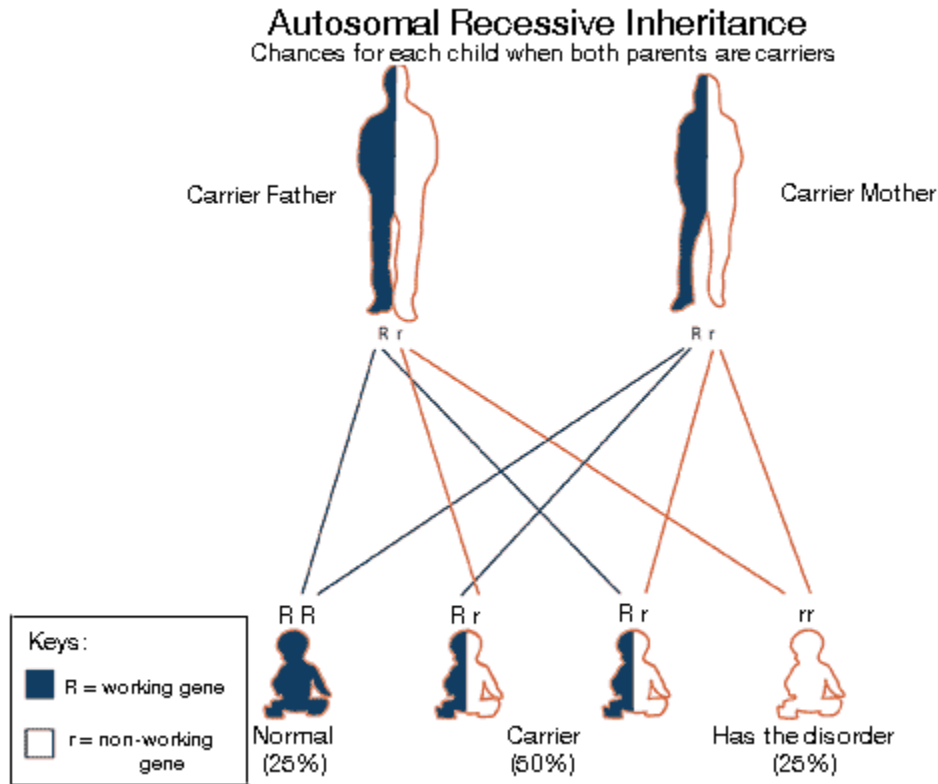 Autosomal Recessive Inheritance
Chances for each child when both parents are carriers
Carrier Father
Carrier Mother
R r
R r
R R
R r
R r
rr
Normal
(25%)
Carrier
(50%)
Has the disorder
(25%)
Keys:
R = working gene
r = non-working
gene